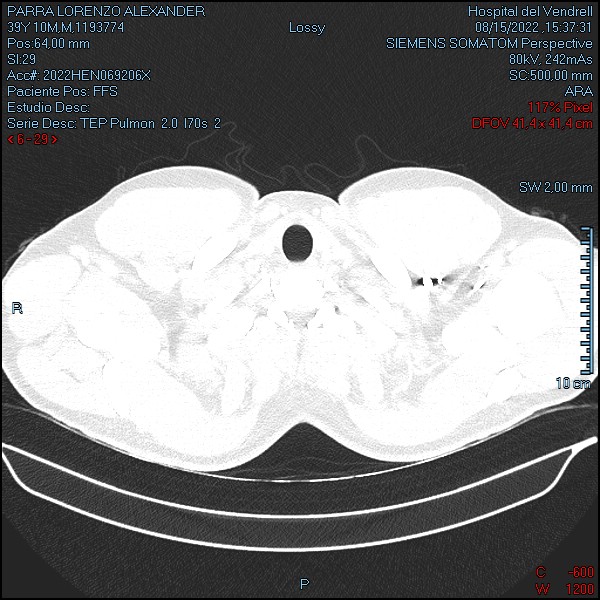 PARRA LORENZO ALEXANDER
39Y 10M,M,1193774
Pos:64,00 mm
SI:29
Acc#: 2022HEN069206X
Paciente Pos: FFS
Estudio Desc:
Serie Desc: TEP Pulmon 2.0 I70s 2
< 6 - 29 >
Lossy
Hospital del Vendrell
08/15/2022 ,15:37:31
SIEMENS SOMATOM Perspective
80kV, 242mAs
SC:500,00 mm
ARA
117% Pixel
DFOV 41,4 x 41,4 cm
SW 2,00 mm
R
10 cm
P
C -600
W 1200